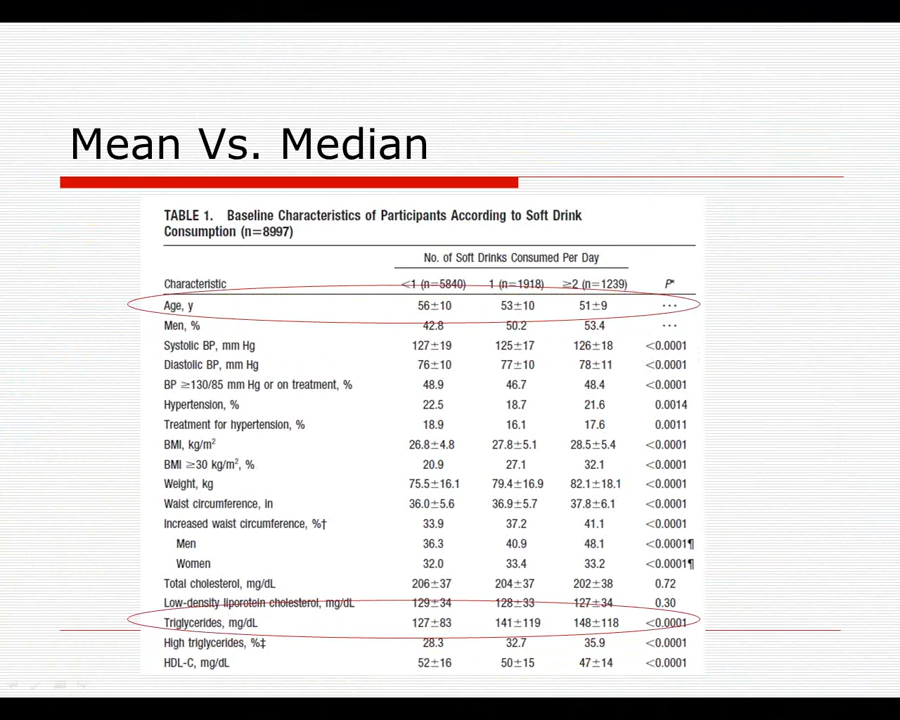 Mean Vs. Median
TABLE 1. Baseline Characteristics of Participants According to Soft Drink
Consumption (n=8997)
No. of Soft Drinks Consumed Per Day
Characteristic <1 (n=5840) 1 (n=1918) ≥2 (n=1239) P*
Age, y 56±10 53±10 51±9 ···
Men, % 42.8 50.2 53.4 ···
Systolic BP, mm Hg 127±19 125±17 126±18 <0.0001
Diastolic BP, mm Hg 76±10 77±10 78±11 <0.0001
BP ≥130/85 mm Hg or on treatment, % 48.9 46.7 48.4 <0.0001
Hypertension, % 22.5 18.7 21.6 0.0014
Treatment for hypertension, % 18.9 16.1 17.6 0.0011
BMI, kg/m² 26.8±4.8 27.8±5.1 28.5±5.4 <0.0001
BMI ≥30 kg/m², % 20.9 27.1 32.1 <0.0001
Weight, kg 75.5±16.1 79.4±16.9 82.1±18.1 <0.0001
Waist circumference, in 36.0±5.6 36.9±5.7 37.8±6.1 <0.0001
Increased waist circumference, %† 33.9 37.2 41.1 <0.0001
Men 36.3 40.9 48.1 <0.0001¶
Women 32.0 33.4 33.2 <0.0001¶
Total cholesterol, mg/dL 206±37 204±37 202±38 0.72
Low-density liporotein cholesterol, mg/dL 129±34 128±33 127±34 0.30
Triglycerides, mg/dL 127±83 141±119 148±118 <0.0001
High triglycerides, %‡ 28.3 32.7 35.9 <0.0001
HDL-C, mg/dL 52±16 50±15 47±14 <0.0001